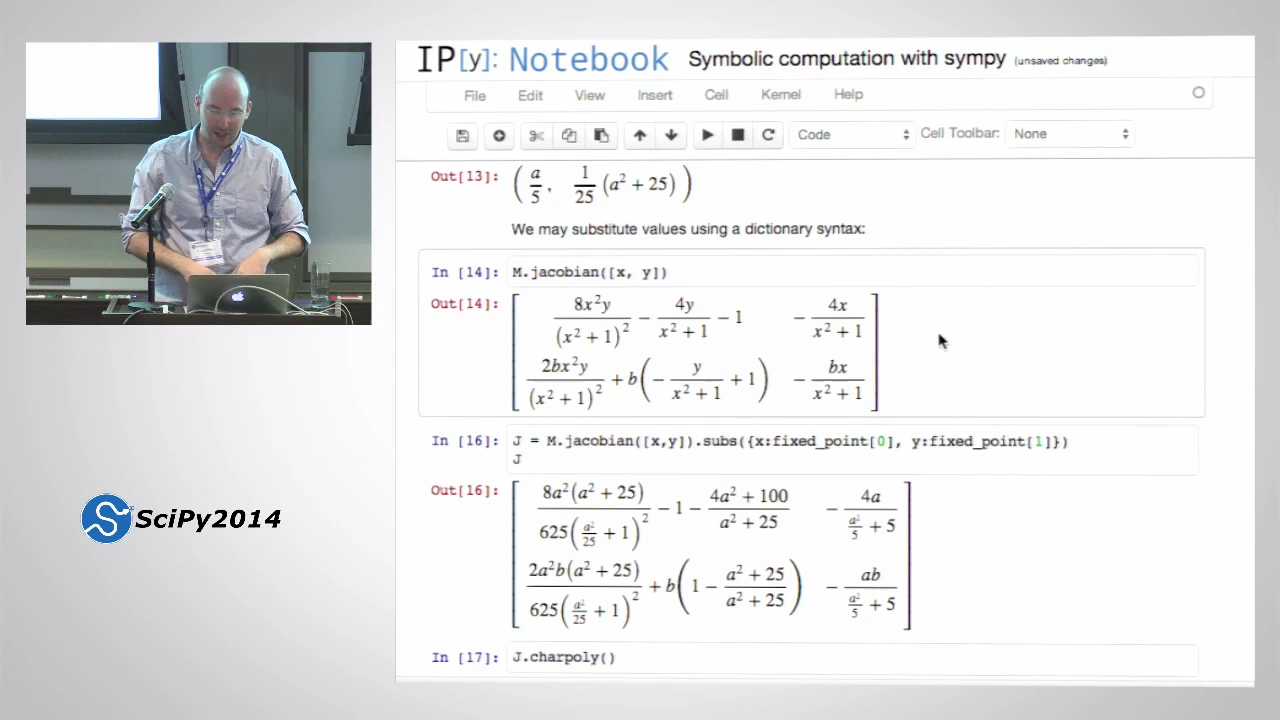 IP[y]: Notebook Symbolic computation with sympy (unsaved changes)
File Edit View Insert Cell Kernel Help
Code Cell Toolbar: None
Out[13]: ( a/5, 1/25 (a² + 25) )
We may substitute values using a dictionary syntax:
In [14]: M.jacobian([x, y])
Out[14]: [ 8x²y/(x² + 1)² − 4y/(x² + 1) − 1    − 4x/(x² + 1)
2bx²y/(x² + 1)² + b(− y/(x² + 1) + 1)    − bx/(x² + 1) ]
In [16]: J = M.jacobian([x,y]).subs({x:fixed_point[0], y:fixed_point[1]})
J
Out[16]: [ 8a²(a² + 25)/625(a²/25 + 1)² − 1 − (4a² + 100)/(a² + 25)    − 4a/(a²/5 + 5)
2a²b(a² + 25)/625(a²/25 + 1)² + b(1 − (a² + 25)/(a² + 25))    − ab/(a²/5 + 5) ]
In [17]: J.charpoly()
SciPy2014